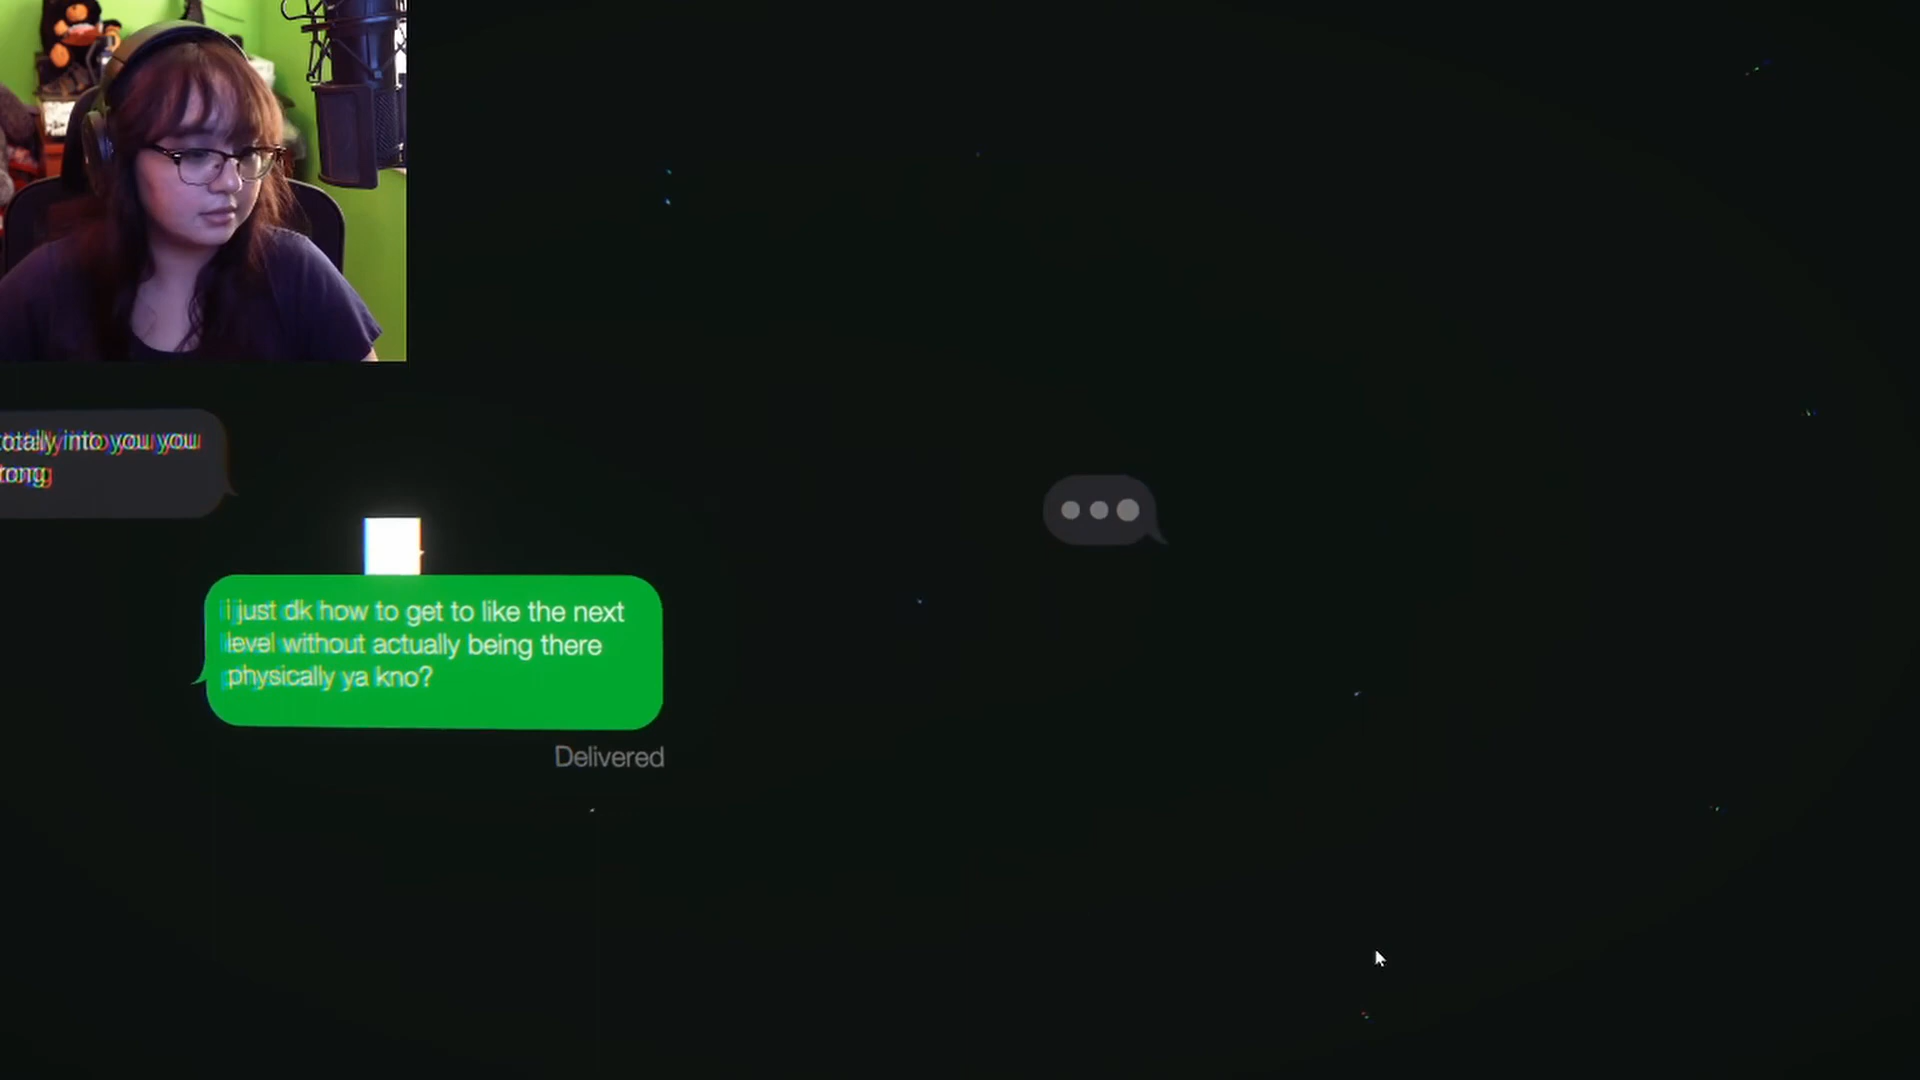 totally into you you
i just dk how to get to like the next
level without actually being there
physically ya kno?
Delivered